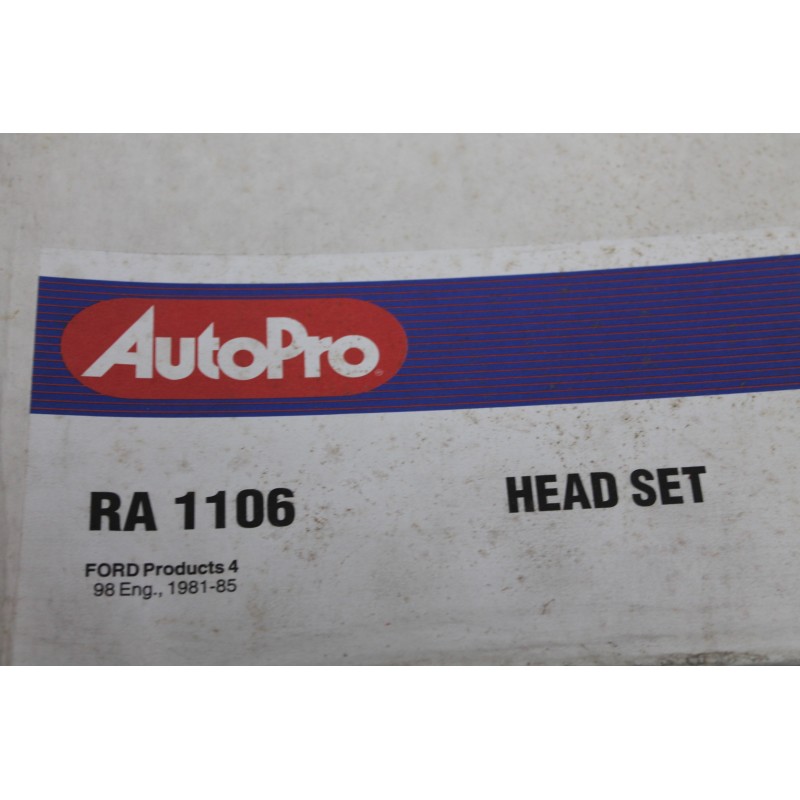 AutoPro®
RA 1106
HEAD SET
FORD Products 4
98 Eng., 1981-85